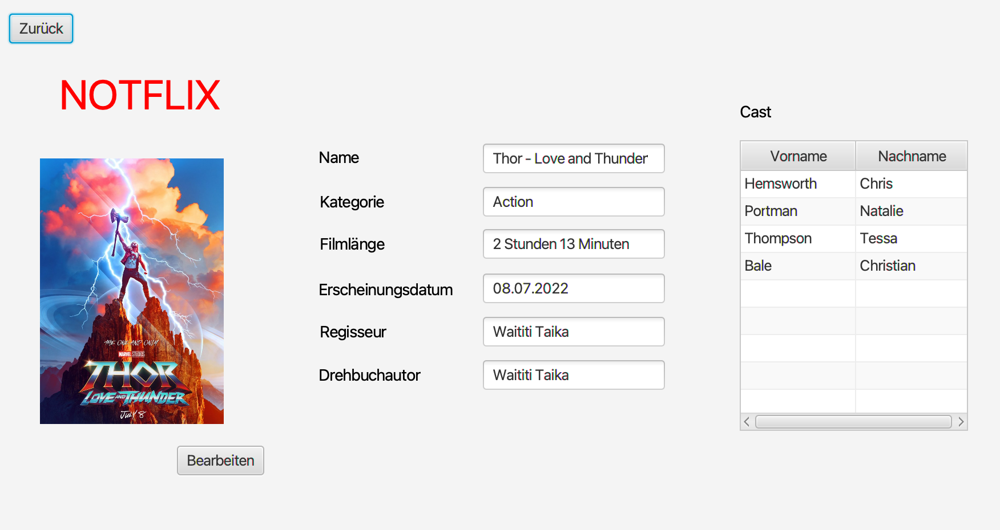 Zurück
NOTFLIX
THE ONE AND ONLY
MARVEL STUDIOS
THOR
LOVE AND THUNDER
JULY 8
Bearbeiten
Name
Thor - Love and Thunder
Kategorie
Action
Filmlänge
2 Stunden 13 Minuten
Erscheinungsdatum
08.07.2022
Regisseur
Waititi Taika
Drehbuchautor
Waititi Taika
Cast
Vorname Nachname
Hemsworth Chris
Portman Natalie
Thompson Tessa
Bale Christian